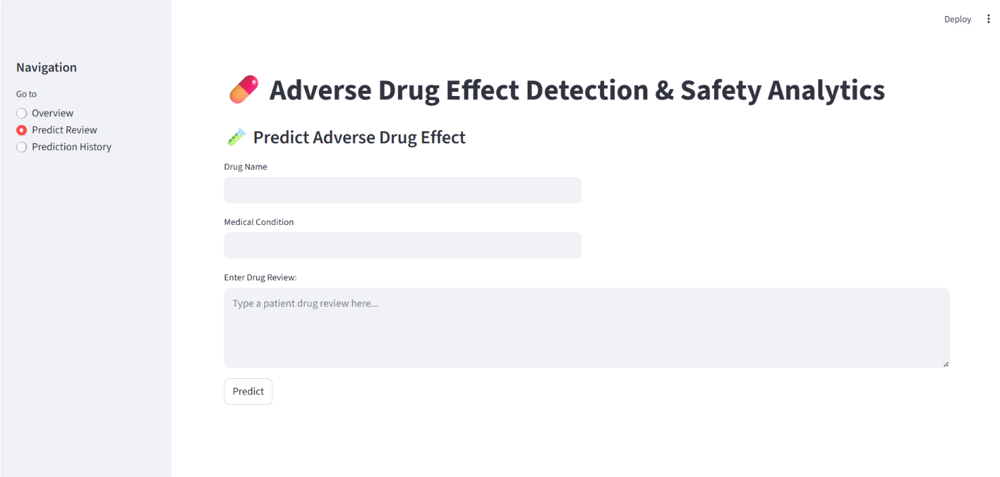 Deploy
Navigation
Go to
Overview
Predict Review
Prediction History
Adverse Drug Effect Detection & Safety Analytics
Predict Adverse Drug Effect
Drug Name
Medical Condition
Enter Drug Review:
Type a patient drug review here...
Predict